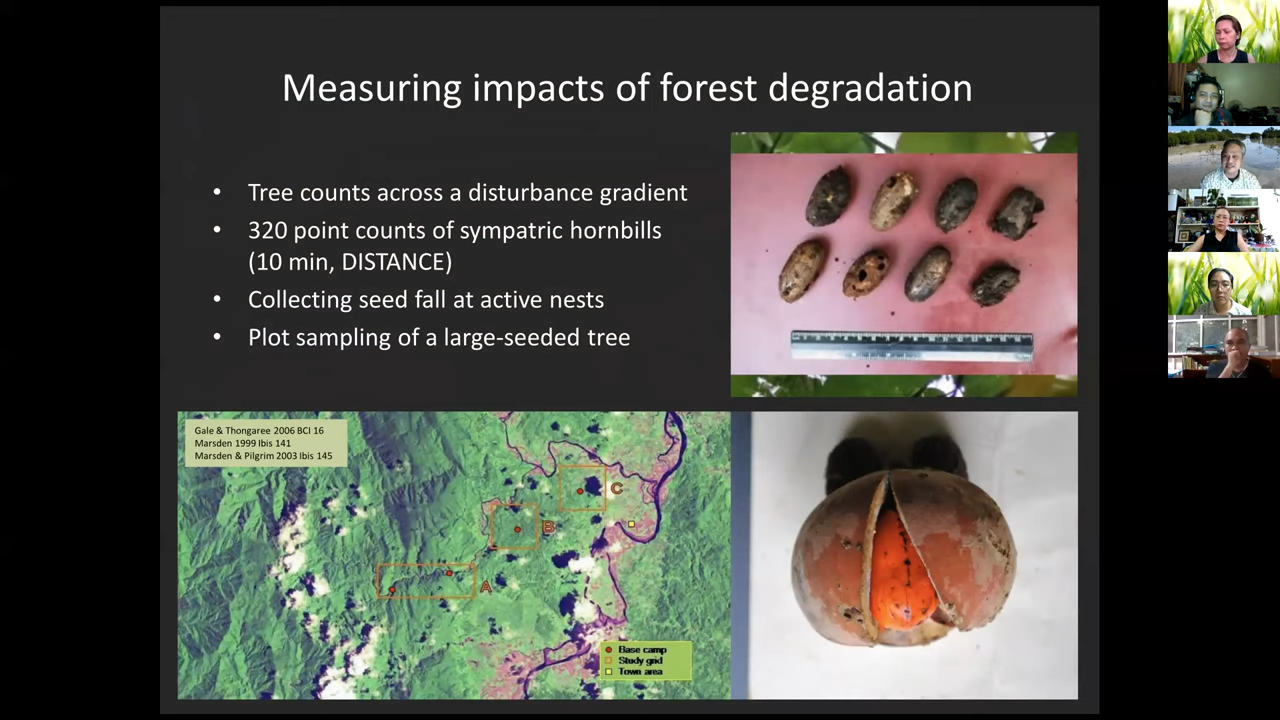 Measuring impacts of forest degradation
• Tree counts across a disturbance gradient
• 320 point counts of sympatric hornbills
(10 min, DISTANCE)
• Collecting seed fall at active nests
• Plot sampling of a large-seeded tree
Gale & Thongaree 2006 BCI 16
Marsden 1999 Ibis 141
Marsden & Pilgrim 2003 Ibis 145
C
B
A
Base camp
Study grid
Town area